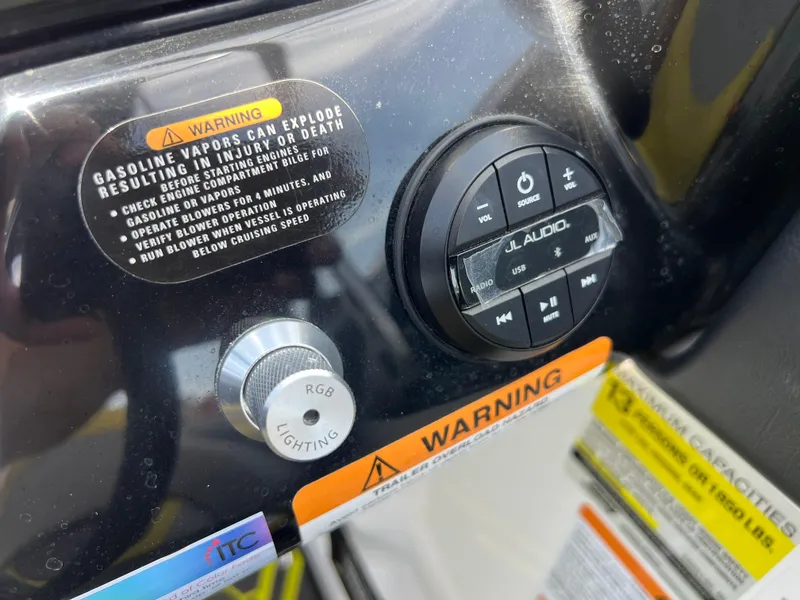 WARNING
GASOLINE VAPORS CAN EXPLODE
RESULTING IN INJURY OR DEATH
BEFORE STARTING ENGINES
• CHECK ENGINE COMPARTMENT BILGE FOR
GASOLINE OR VAPORS
• OPERATE BLOWERS FOR 4 MINUTES, AND
VERIFY BLOWER OPERATION
• RUN BLOWER WHEN VESSEL IS OPERATING
BELOW CRUISING SPEED
− VOL
SOURCE
+ VOL
JL AUDIO
RADIO USB AUX
MUTE
RGB
LIGHTING
WARNING
TRAILER OVERLOAD HAZARD
MAXIMUM CAPACITIES
13 PERSONS OR 1950 LBS.
ITC